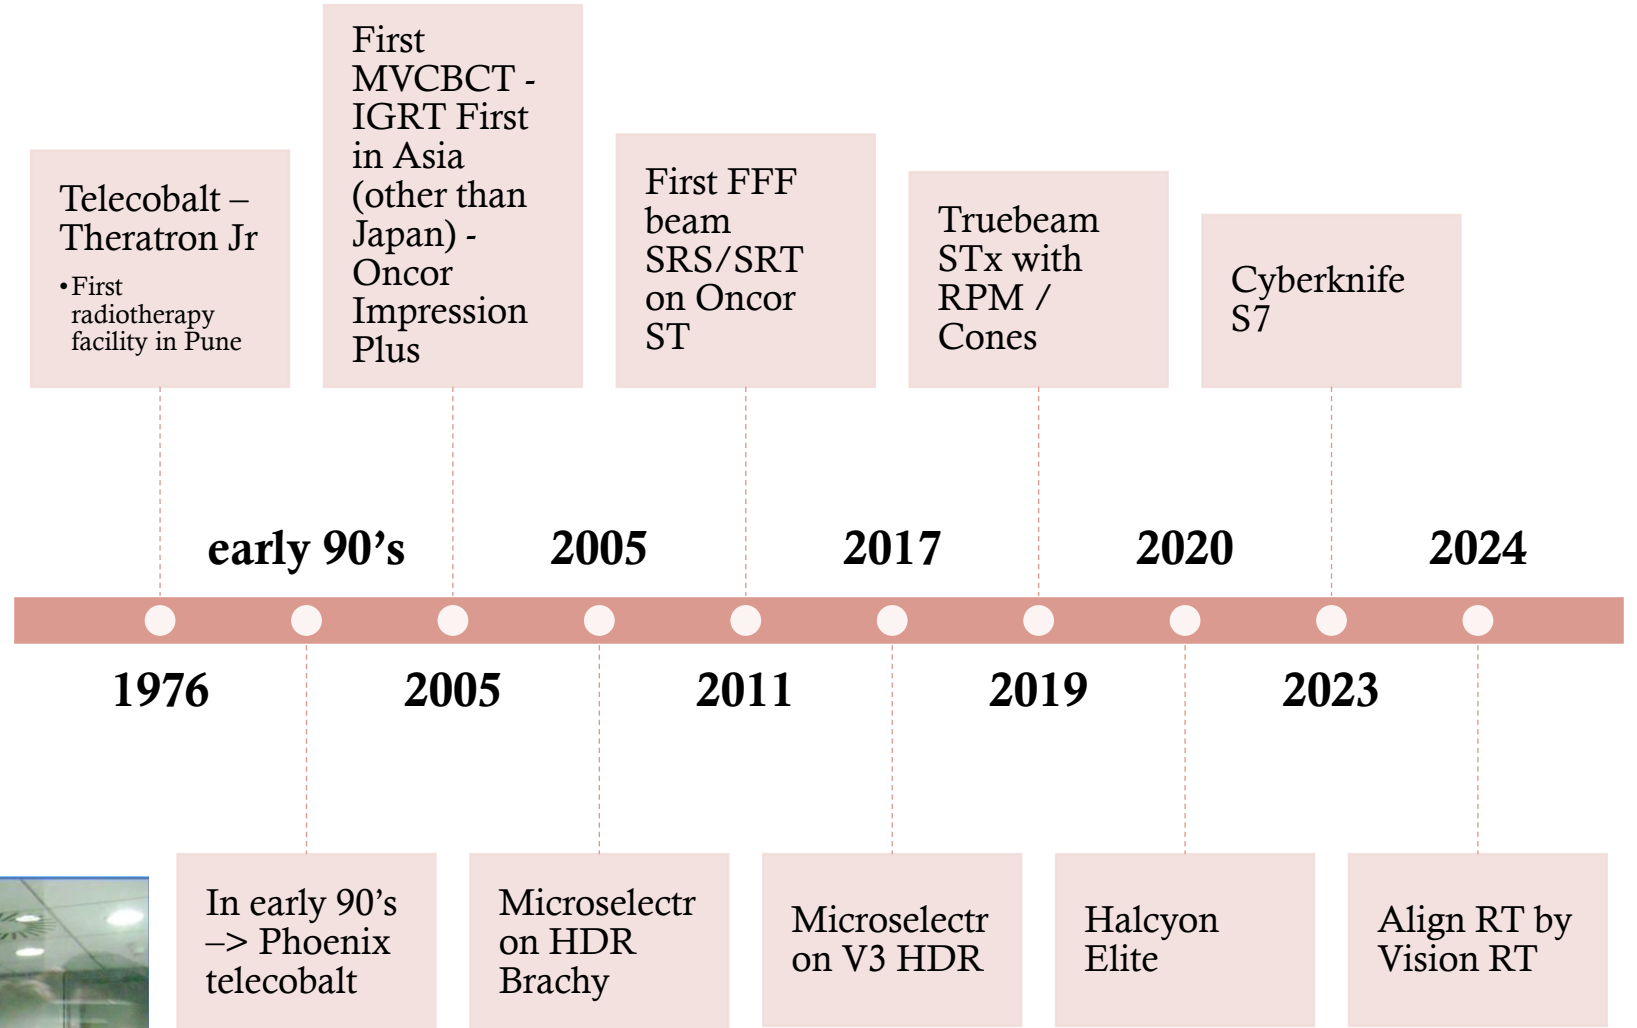 First
MVCBCT -
IGRT First
in Asia
(other than
Japan) -
Oncor
Impression
Plus
Telecobalt –
Theratron Jr
•First
radiotherapy
facility in Pune
First FFF
beam
SRS/SRT
on Oncor
ST
Truebeam
STx with
RPM /
Cones
Cyberknife
S7
early 90’s
2005
2017
2020
2024
1976
2005
2011
2019
2023
In early 90’s
–> Phoenix
telecobalt
Microselectr
on HDR
Brachy
Microselectr
on V3 HDR
Halcyon
Elite
Align RT by
Vision RT